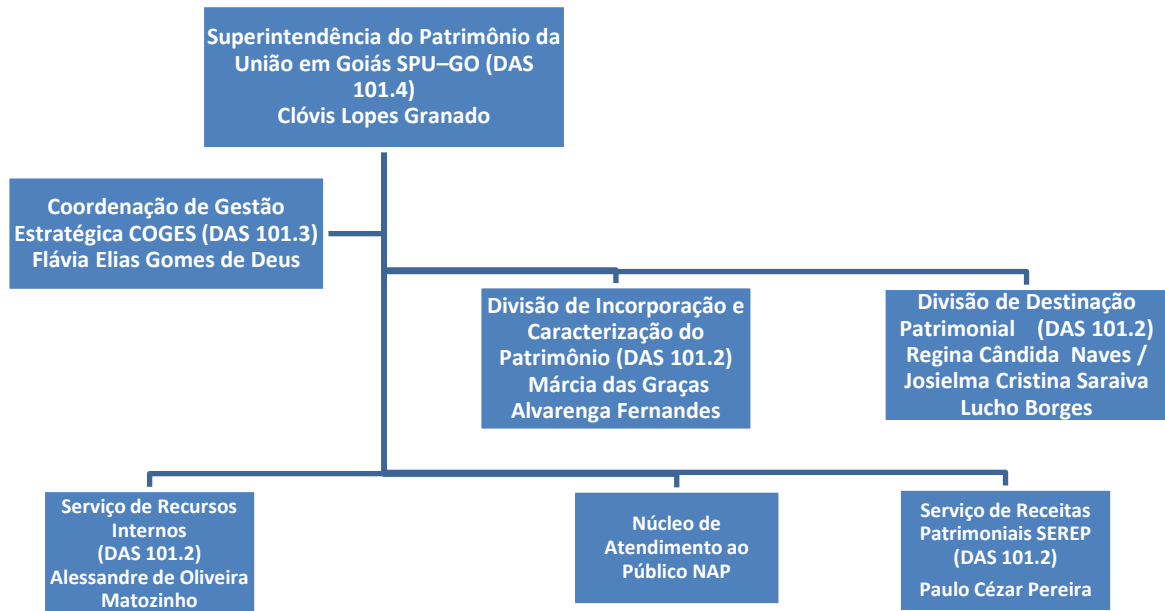 Superintendência do Patrimônio da
União em Goiás SPU–GO (DAS
101.4)
Clóvis Lopes Granado
Coordenação de Gestão
Estratégica COGES (DAS 101.3)
Flávia Elias Gomes de Deus
Divisão de Incorporação e
Caracterização do
Patrimônio (DAS 101.2)
Márcia das Graças
Alvarenga Fernandes
Divisão de Destinação
Patrimonial (DAS 101.2)
Regina Cândida Naves /
Josielma Cristina Saraiva
Lucho Borges
Serviço de Recursos
Internos
(DAS 101.2)
Alessandre de Oliveira
Matozinho
Núcleo de
Atendimento ao
Público NAP
Serviço de Receitas
Patrimoniais SEREP
(DAS 101.2)
Paulo Cézar Pereira